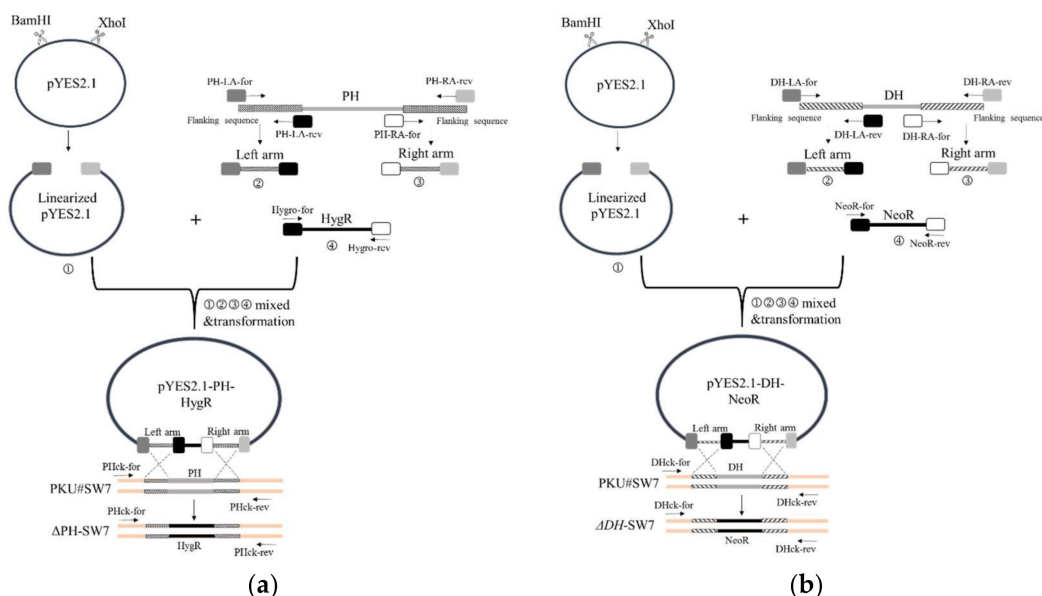 BamHI
XhoI
pYES2.1
PH-LA-for
PH-RA-rev
PH
Flanking sequence
Flanking sequence
PH-LA-rev
PH-RA-for
Left arm
Right arm
②
③
Linearized
pYES2.1
+
Hygro-for
HygR
④
Hygro-rev
①
①②③④ mixed
&transformation
pYES2.1-PH-
HygR
Left arm
Right arm
PHck-for
PH
PKU#SW7
PHck-rev
PHck-for
ΔPH-SW7
HygR
PHck-rev
(a)
BamHI
XhoI
pYES2.1
DH-LA-for
DH-RA-rev
DH
Flanking sequence
Flanking sequence
DH-LA-rev
DH-RA-for
Left arm
Right arm
②
③
Linearized
pYES2.1
+
NeoR-for
NeoR
④
NeoR-rev
①
①②③④ mixed
&transformation
pYES2.1-DH-
NeoR
Left arm
Right arm
DHck-for
DH
PKU#SW7
DHck-rev
DHck-for
ΔDH-SW7
NeoR
DHck-rev
(b)